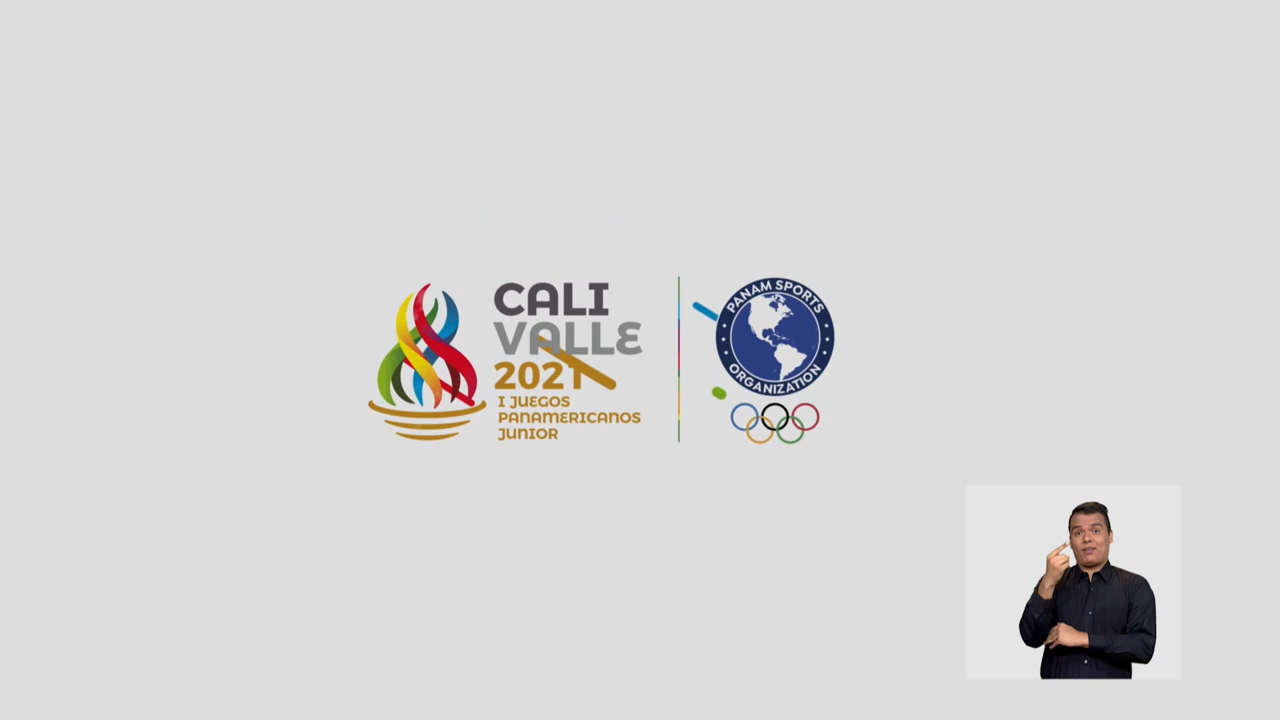 CALI
VALLE
2021
I JUEGOS
PANAMERICANOS
JUNIOR
PANAM SPORTS
ORGANIZATION